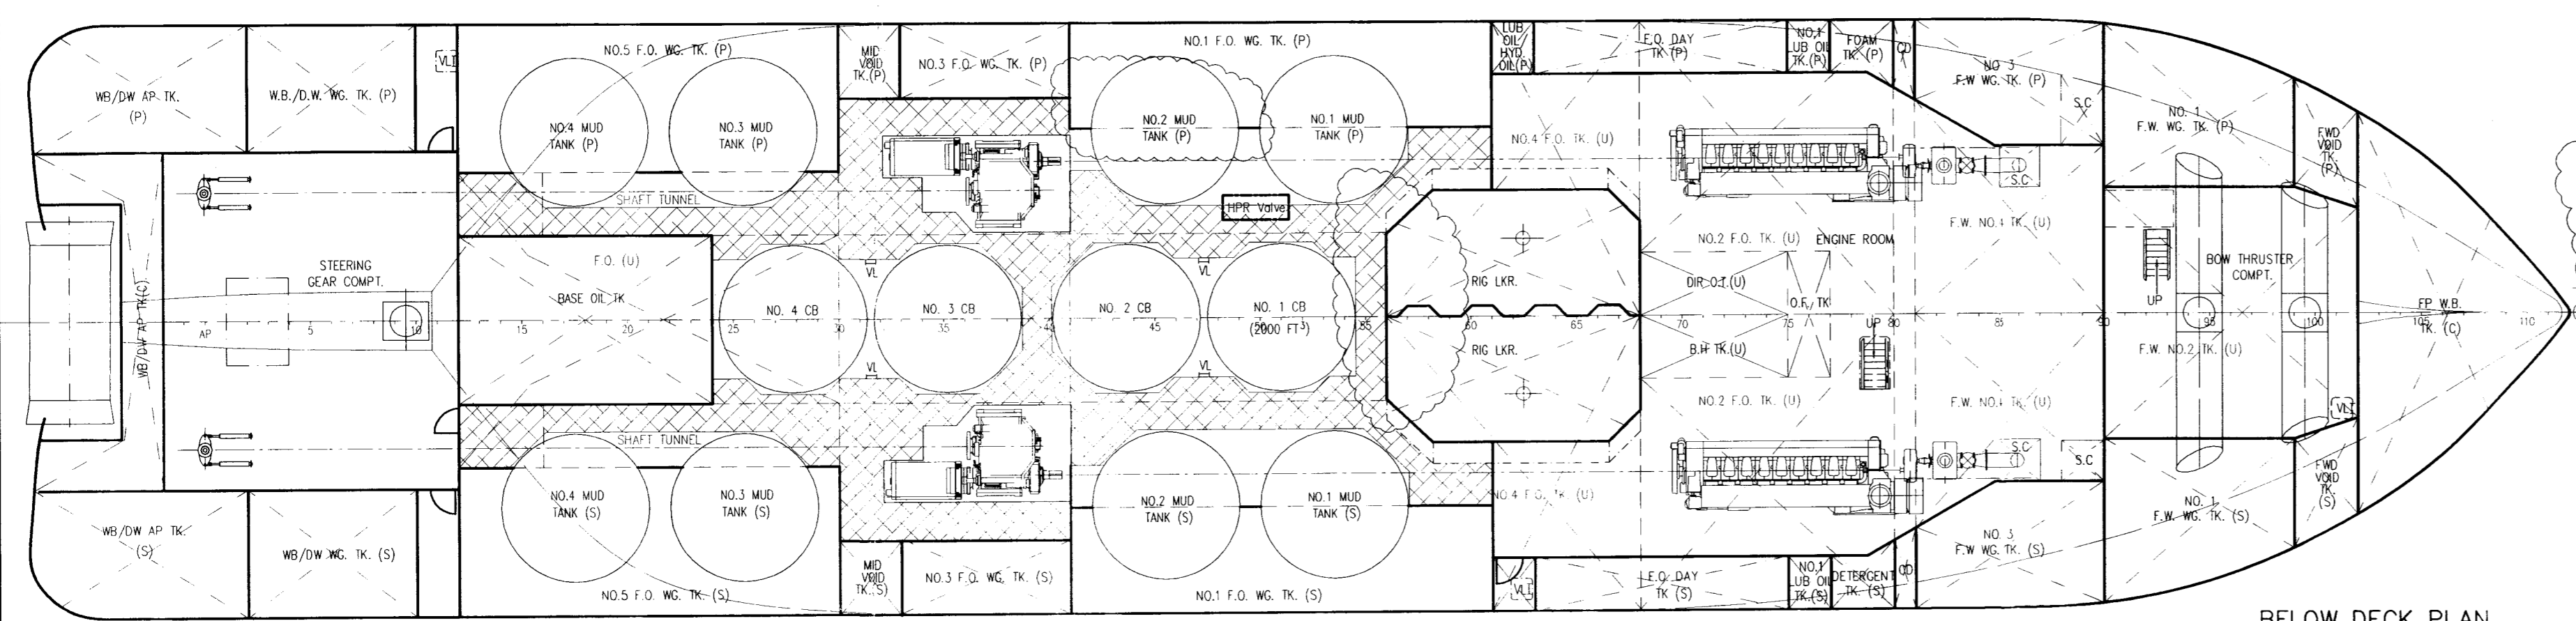 WB/DW AP TK.
(P)
W.B./D.W. WG. TK. (P)
VLT
NO.5 F.O. WG. TK. (P)
NO.4 MUD
TANK (P)
NO.3 MUD
TANK (P)
MID
VOID
TK.(P)
NO.3 F.O. WG. TK. (P)
NO.1 F.O. WG. TK. (P)
NO.2 MUD
TANK (P)
NO.1 MUD
TANK (P)
LUB
OIL/
HYD.
OIL(P)
F.O. DAY
TK (P)
NO.1
LUB OIL
TK.(P)
FOAM
TK. (P)
CD
NO 3
F.W WG. TK. (P)
S.C
NO. 1
F.W. WG. TK. (P)
FWD
VOID
TK.
(P)
NO.4 F.O. TK. (U)
S.C
SHAFT TUNNEL
HPR Valve
F.W. NO.1 TK. (U)
NO.2 F.O. TK. (U)
ENGINE ROOM
STEERING
GEAR COMPT.
F.O. (U)
BASE OIL TK
VL
VL
RIG LKR.
DIR.O.T.(U)
O.F. TK
UP
BOW THRUSTER
COMPT.
WB/DW AP TK(C)
NO. 4 CB
NO. 3 CB
NO. 2 CB
NO. 1 CB
(2000 FT³)
FP W.B.
TK. (C)
AP 5 10 15 20 25 30 35 40 45 50 55 60 65 70 75 80 85 90 95 100 105 110
UP
RIG LKR.
B.H TK.(U)
F.W. NO.2 TK. (U)
VL
VL
NO.2 F.O. TK. (U)
F.W. NO.1 TK. (U)
VLT
SHAFT TUNNEL
S.C
S.C
NO.4 F.O. TK. (U)
NO.4 MUD
TANK (S)
NO.3 MUD
TANK (S)
NO.2 MUD
TANK (S)
NO.1 MUD
TANK (S)
WB/DW AP TK.
(S)
WB/DW WG. TK. (S)
NO.5 F.O. WG. TK. (S)
MID
VOID
TK.(S)
NO.3 F.O. WG. TK. (S)
NO.1 F.O. WG. TK. (S)
VLT
F.O. DAY
TK (S)
NO.1
LUB OIL
TK.(S)
DETERGENT
TK. (S)
CD
NO. 3
F.W WG. TK. (S)
NO. 1
F.W. WG. TK. (S)
FWD
VOID
TK.
(S)
BELOW DECK PLAN